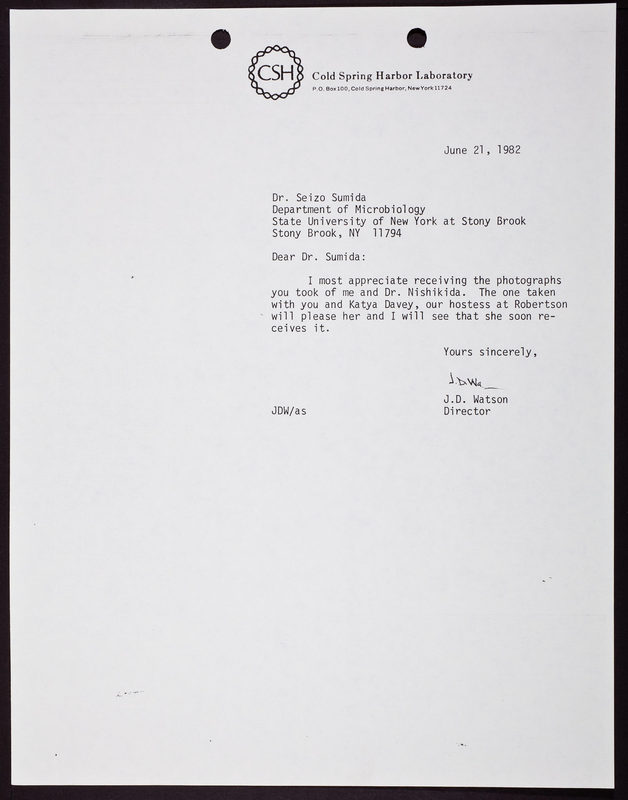 CSH
Cold Spring Harbor Laboratory
P.O. Box 100, Cold Spring Harbor, New York 11724
June 21, 1982
Dr. Seizo Sumida
Department of Microbiology
State University of New York at Stony Brook
Stony Brook, NY 11794
Dear Dr. Sumida:
I most appreciate receiving the photographs
you took of me and Dr. Nishikida. The one taken
with you and Katya Davey, our hostess at Robertson
will please her and I will see that she soon re-
ceives it.
Yours sincerely,
J.D. Wa
J.D. Watson
JDW/as Director